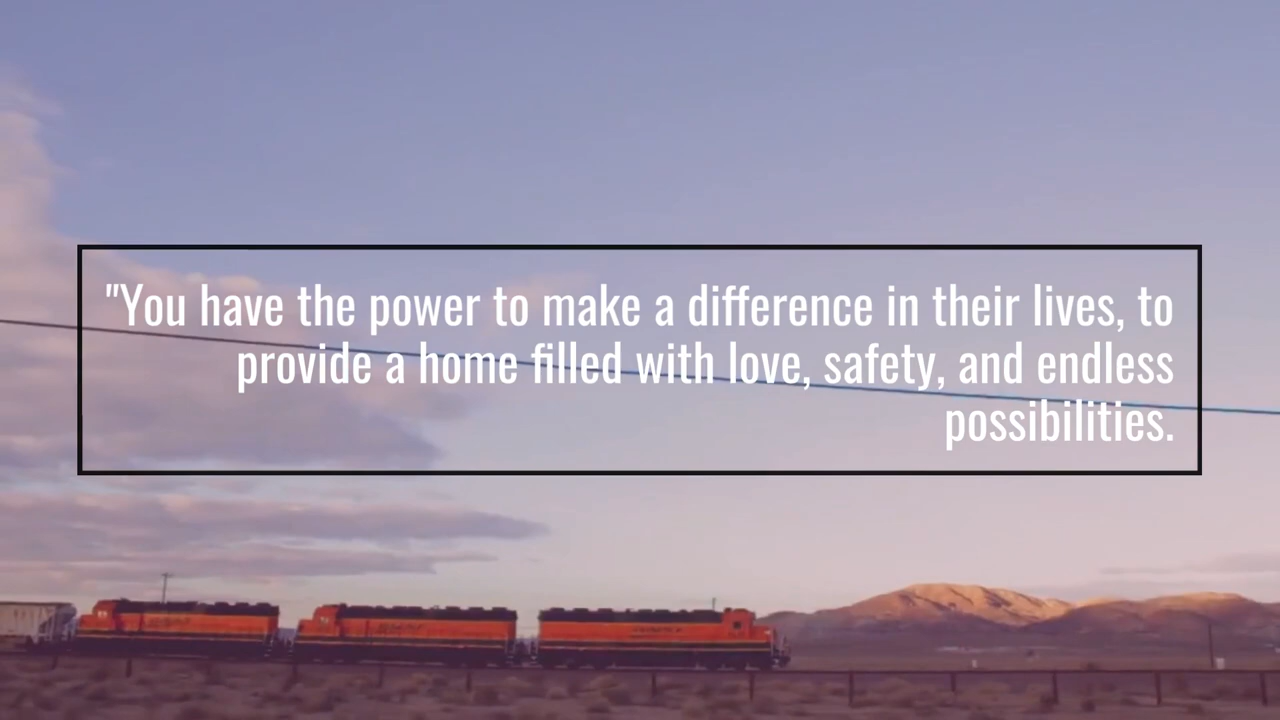 "You have the power to make a difference in their lives, to
provide a home filled with love, safety, and endless
possibilities.